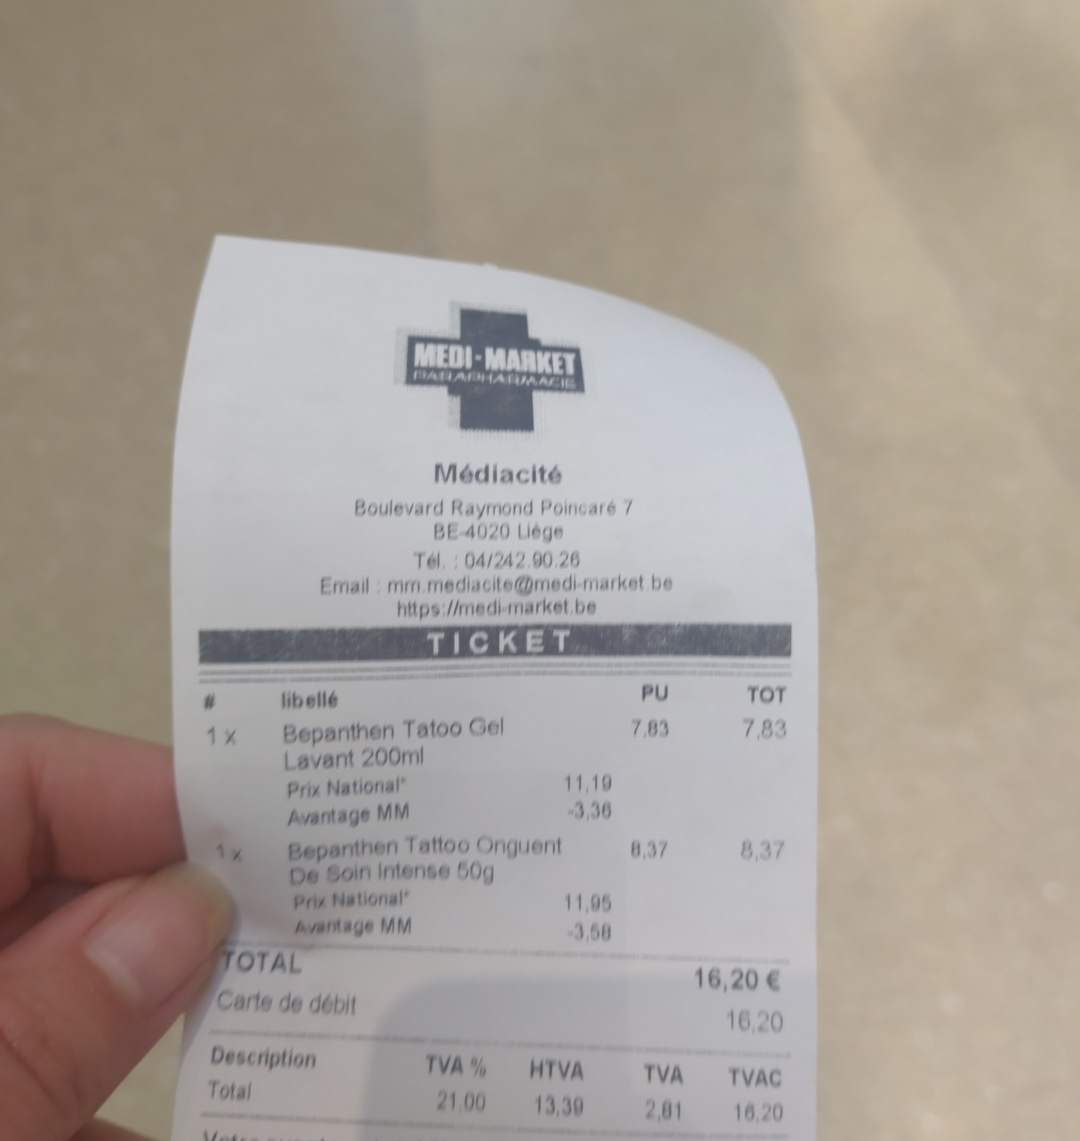 MEDI-MARKET
PARAPHARMACIE
Médiacité
Boulevard Raymond Poincaré 7
BE-4020 Liège
Tél. : 04/242.90.26
Email : mm.mediacite@medi-market.be
https://medi-market.be
TICKET
# libellé PU TOT
1 x Bepanthen Tatoo Gel 7,83 7,83
Lavant 200ml
Prix National* 11,19
Avantage MM -3,36
1 x Bepanthen Tattoo Onguent 8,37 8,37
De Soin Intense 50g
Prix National* 11,95
Avantage MM -3,58
TOTAL 16,20 €
Carte de débit 16,20
Description TVA % HTVA TVA TVAC
Total 21.00 13,39 2,81 16,20